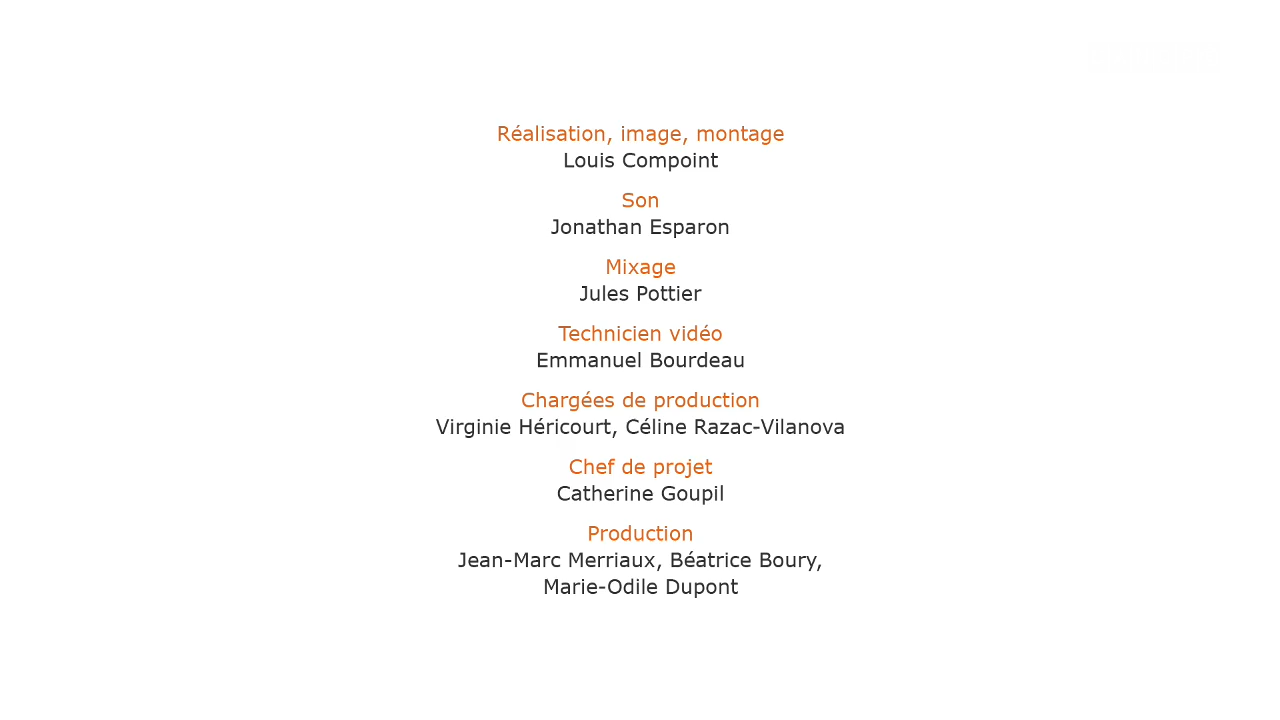 Réalisation, image, montage
Louis Compoint
Son
Jonathan Esparon
Mixage
Jules Pottier
Technicien vidéo
Emmanuel Bourdeau
Chargées de production
Virginie Héricourt, Céline Razac-Vilanova
Chef de projet
Catherine Goupil
Production
Jean-Marc Merriaux, Béatrice Boury,
Marie-Odile Dupont